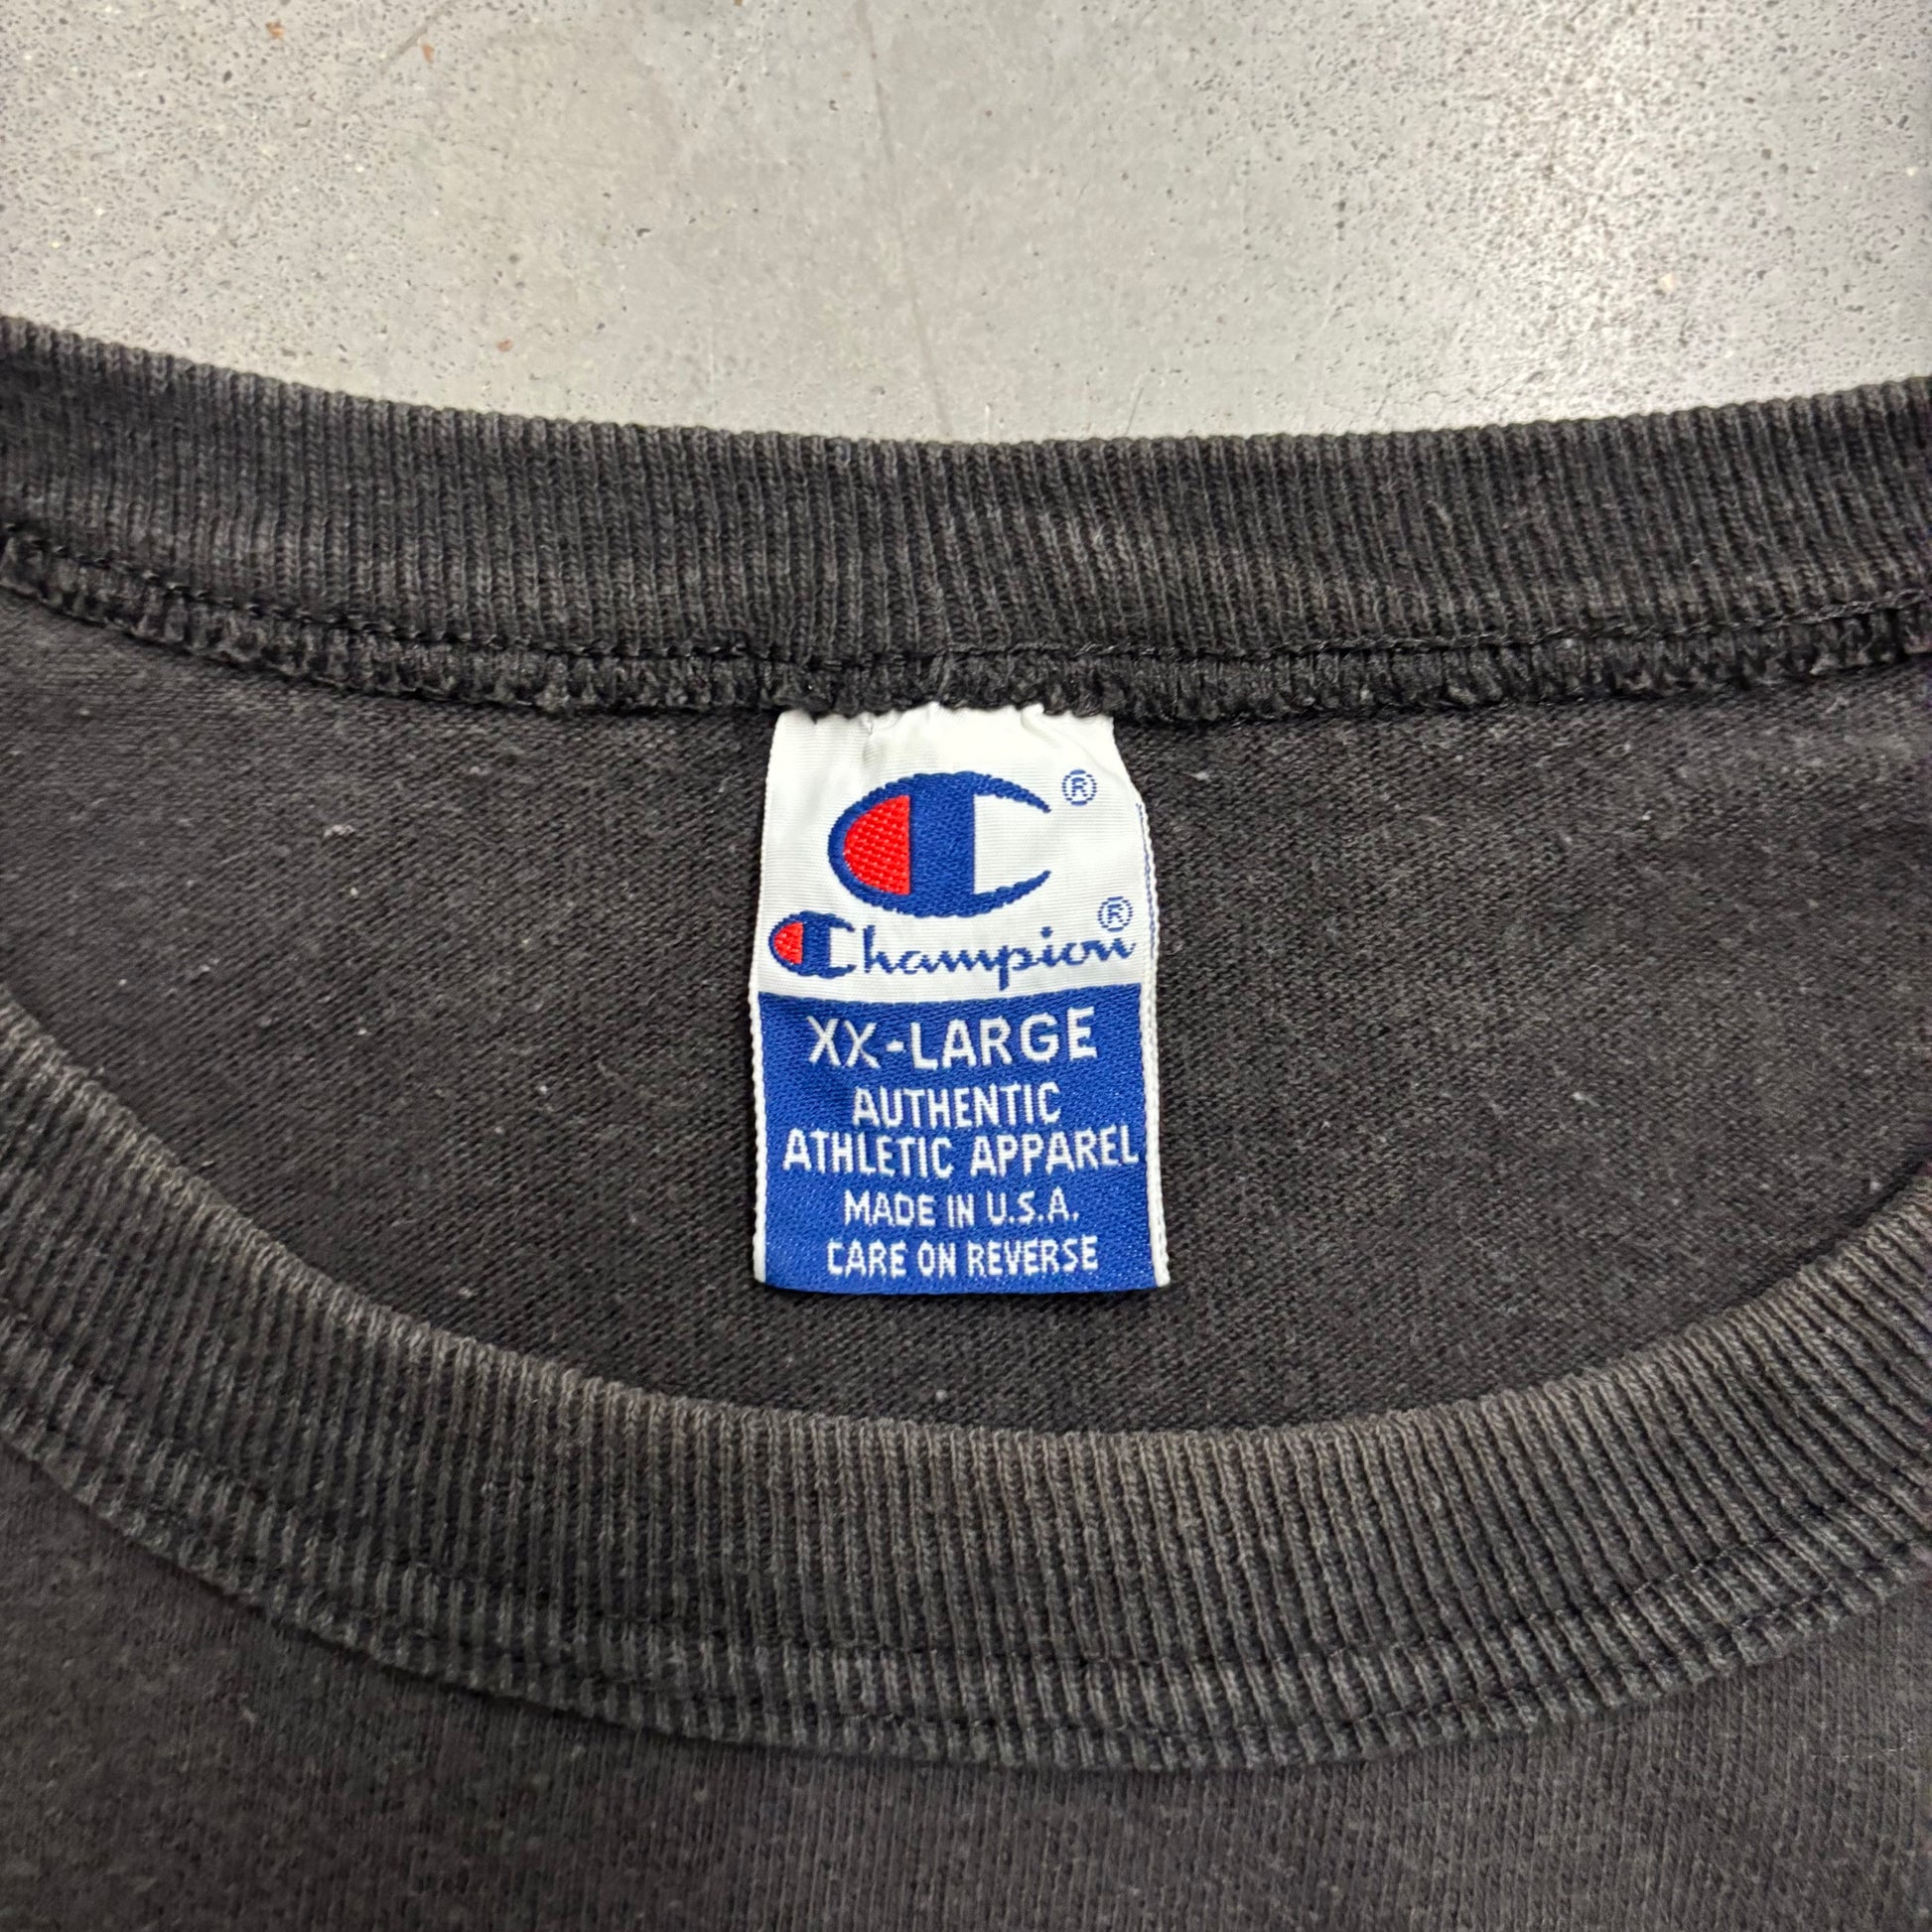 ®
Champion®
XX-LARGE
AUTHENTIC
ATHLETIC APPAREL
MADE IN U.S.A.
CARE ON REVERSE